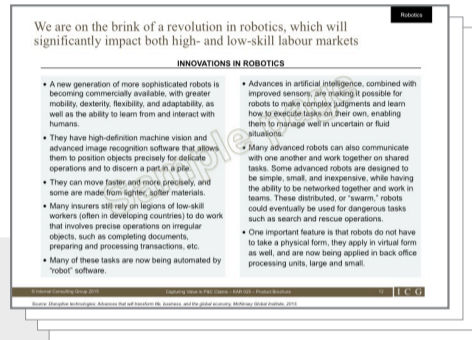 Robotics
We are on the brink of a revolution in robotics, which will
significantly impact both high- and low-skill labour markets
INNOVATIONS IN ROBOTICS
• A new generation of more sophisticated robots is
becoming commercially available, with greater
mobility, dexterity, flexibility, and adaptability, as
well as the ability to learn from and interact with
humans.
• They have high-definition machine vision and
advanced image recognition software that allows
them to position objects precisely for delicate
operations and to discern a part in a pile.
• They can move faster and more precisely, and
some are made from lighter, softer materials.
• Many insurers still rely on legions of low-skill
workers (often in developing countries) to do work
that involves precise operations on irregular
objects, such as completing documents,
preparing and processing transactions, etc.
• Many of these tasks are now being automated by
"robot" software.
• Advances in artificial intelligence, combined with
improved sensors, are making it possible for
robots to make complex judgments and learn
how to execute tasks on their own, enabling
them to manage well in uncertain or fluid
situations.
• Many advanced robots can also communicate
with one another and work together on shared
tasks. Some advanced robots are designed to
be simple, small, and inexpensive, while having
the ability to be networked together and work in
teams. These distributed, or "swarm," robots
could eventually be used for dangerous tasks
such as search and rescue operations.
• One important feature is that robots do not have
to take a physical form, they apply in virtual form
as well, and are now being applied in back office
processing units, large and small.
Sample page
© Internal Consulting Group 2015
Capturing Value in P&C Claims – KAR 025 – Product Brochure
12
ICG
Source: Disruptive technologies: Advances that will transform life, business, and the global economy, McKinsey Global Institute, 2013.